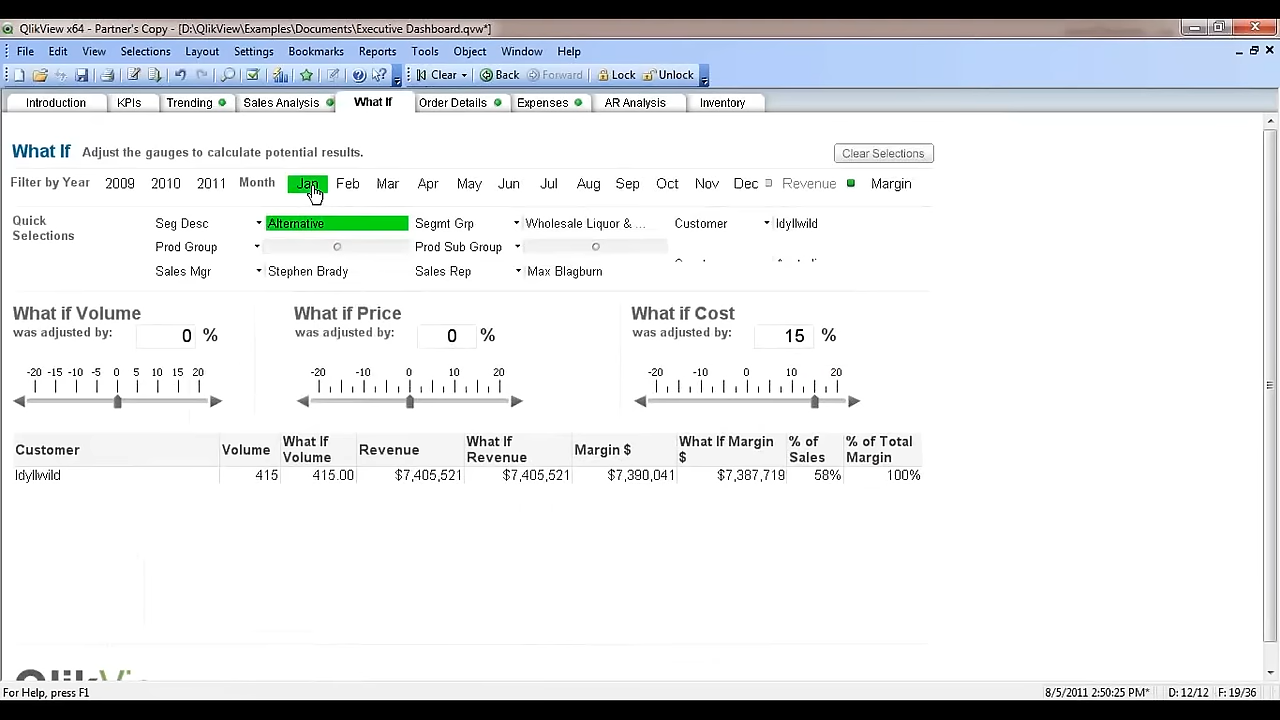 QlikView x64 - Partner's Copy - [D:\QlikView\Examples\Documents\Executive Dashboard.qvw*]
File Edit View Selections Layout Settings Bookmarks Reports Tools Object Window Help
Clear Back Forward Lock Unlock
Introduction KPIs Trending Sales Analysis What If Order Details Expenses AR Analysis Inventory
What If Adjust the gauges to calculate potential results. Clear Selections
Filter by Year 2009 2010 2011 Month Jan Feb Mar Apr May Jun Jul Aug Sep Oct Nov Dec Revenue Margin
Quick Selections
Seg Desc Alternative Segmt Grp Wholesale Liquor & ... Customer Idyllwild
Prod Group Prod Sub Group
Sales Mgr Stephen Brady Sales Rep Max Blagburn
What if Volume What if Price What if Cost
was adjusted by: 0 % was adjusted by: 0 % was adjusted by: 15 %
-20 -15 -10 -5 0 5 10 15 20 -20 -10 0 10 20 -20 -10 0 10 20
Customer Volume What If Volume Revenue What If Revenue Margin $ What If Margin $ % of Sales % of Total Margin
Idyllwild 415 415.00 $7,405,521 $7,405,521 $7,390,041 $7,387,719 58% 100%
QlikView
For Help, press F1 8/5/2011 2:50:25 PM* D: 12/12 F: 19/36